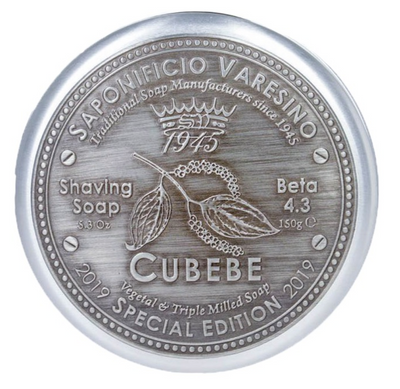 SAPONIFICIO VARESINO
Traditional Soap Manufacturers since 1945
SV
1945
Shaving
Soap
5.3 Oz
Beta
4.3
150g ℮
CUBEBE
Vegetal & Triple Milled Soap
2019 SPECIAL EDITION 2019